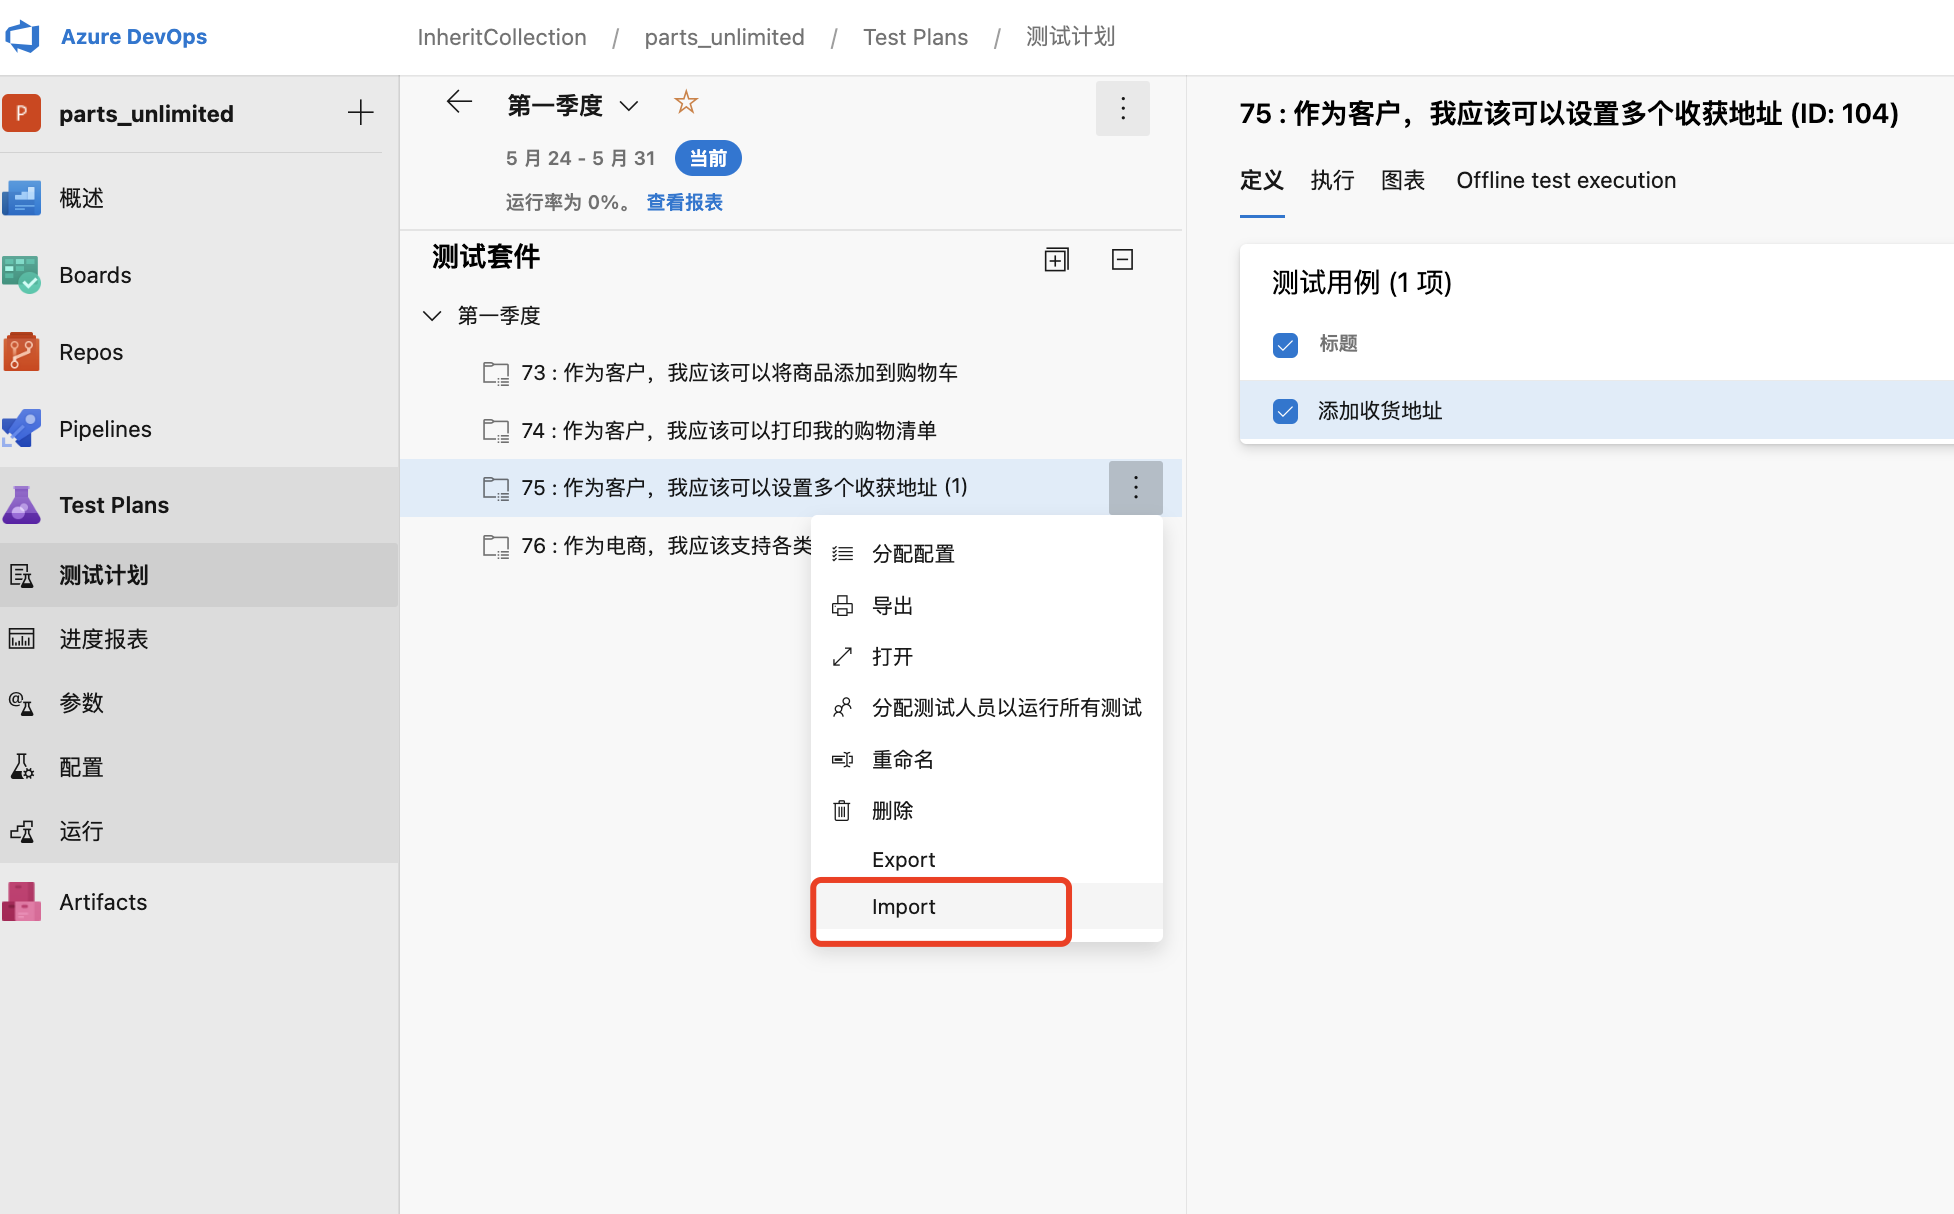 Azure DevOps
InheritCollection / parts_unlimited / Test Plans / 测试计划
P parts_unlimited
概述
Boards
Repos
Pipelines
Test Plans
测试计划
进度报表
参数
配置
运行
Artifacts
第一季度
5 月 24 - 5 月 31 当前
运行率为 0%。 查看报表
测试套件
第一季度
73 : 作为客户，我应该可以将商品添加到购物车
74 : 作为客户，我应该可以打印我的购物清单
75 : 作为客户，我应该可以设置多个收获地址 (1)
76 : 作为电商，我应该支持各类
分配配置
导出
打开
分配测试人员以运行所有测试
重命名
删除
Export
Import
75 : 作为客户，我应该可以设置多个收获地址 (ID: 104)
定义 执行 图表 Offline test execution
测试用例 (1 项)
标题
添加收货地址